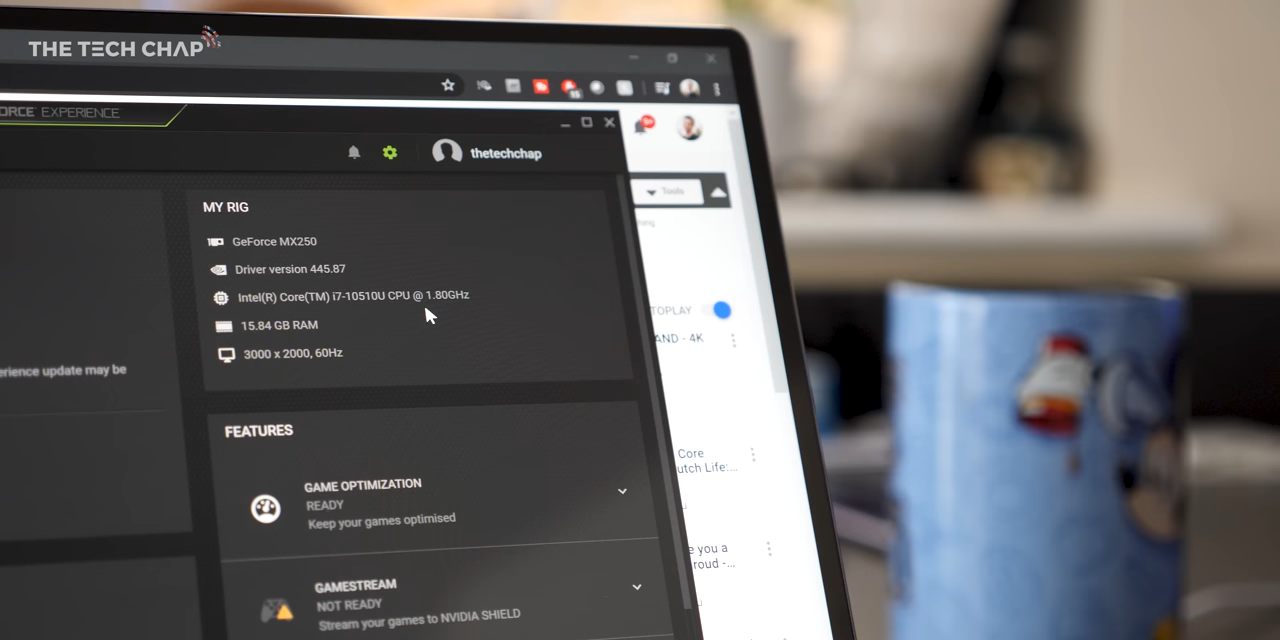 THE TECH CHAP
ORCE EXPERIENCE
thetechchap
MY RIG
GeForce MX250
Driver version 445.87
Intel(R) Core(TM) i7-10510U CPU @ 1.80GHz
15.84 GB RAM
3000 x 2000, 60Hz
erience update may be
FEATURES
GAME OPTIMIZATION
READY
Keep your games optimised
GAMESTREAM
NOT READY
Stream your games to NVIDIA SHIELD
9+
Tools
TOPLAY
AND - 4K
Core
utch Life:...
e you a
roud -...